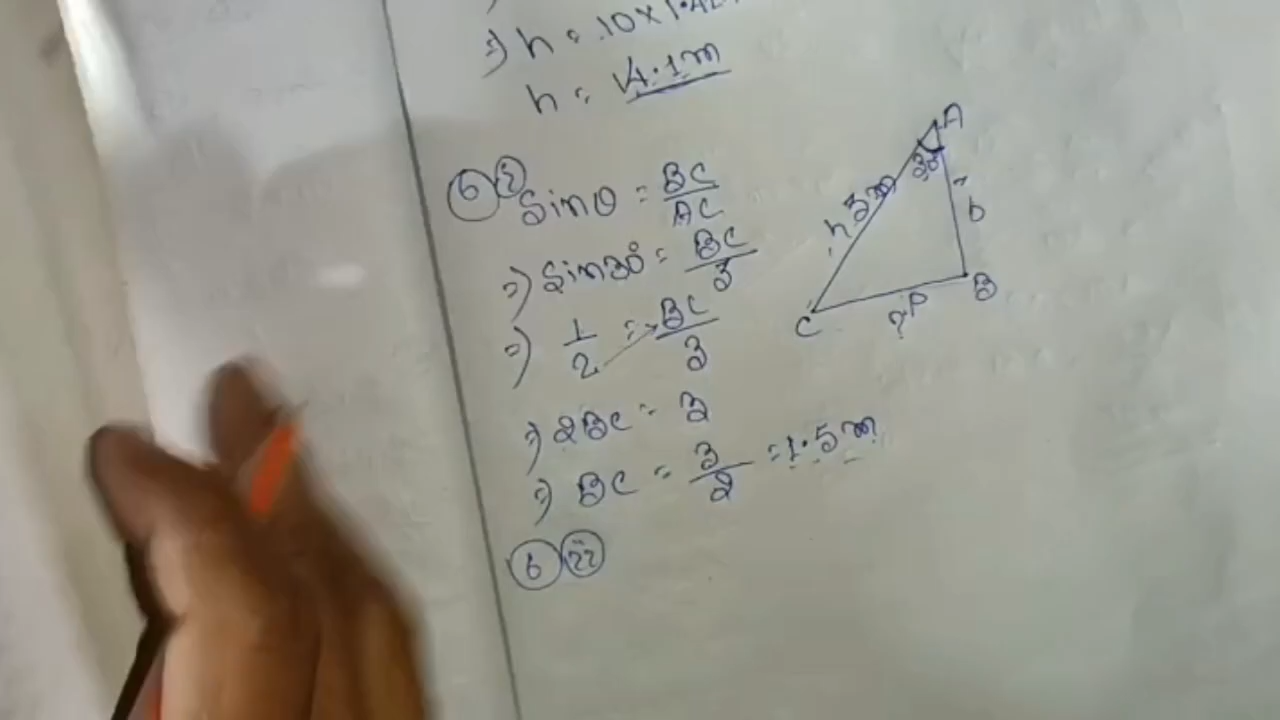 =) h = 10 × 1.41
h = 14.1m
6 i sinθ = BC/AC
=) sin30° = BC/3
=) 1/2 = BC/3
=) 2BC = 3
=) BC = 3/2 = 1.5m
6 ii
A
30°
h 3m
b
C
? P
B